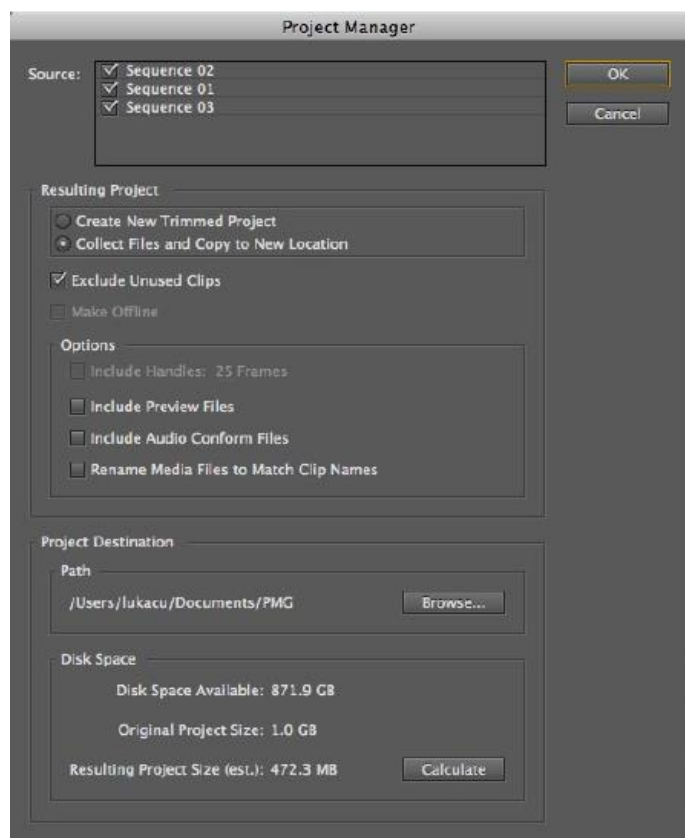 Project Manager
Source:
Sequence 02
Sequence 01
Sequence 03
OK
Cancel
Resulting Project
Create New Trimmed Project
Collect Files and Copy to New Location
Exclude Unused Clips
Make Offline
Options
Include Handles: 25 Frames
Include Preview Files
Include Audio Conform Files
Rename Media Files to Match Clip Names
Project Destination
Path
/Users/lukacu/Documents/PMG
Browse...
Disk Space
Disk Space Available: 871.9 GB
Original Project Size: 1.0 GB
Resulting Project Size (est.): 472.3 MB
Calculate